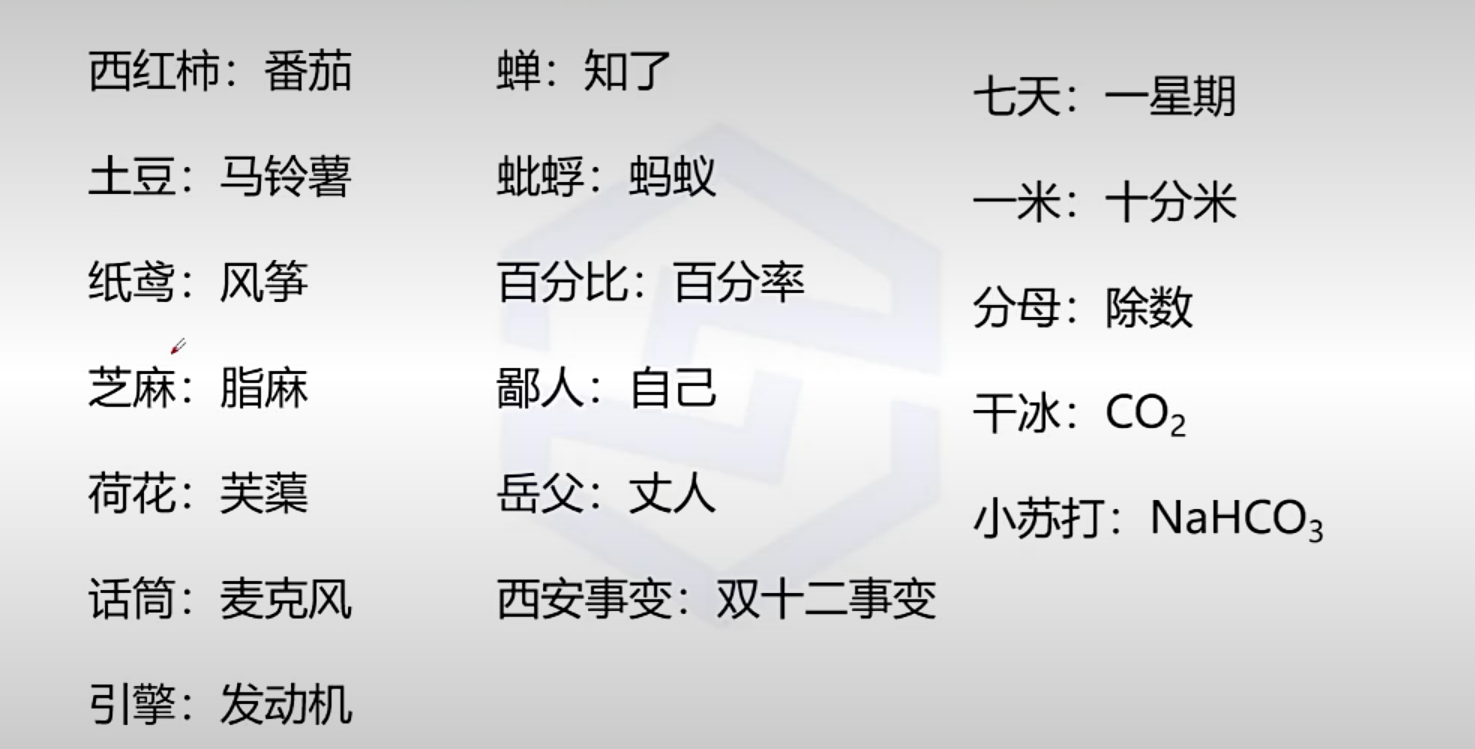 西红柿：番茄
土豆：马铃薯
纸鸢：风筝
芝麻：脂麻
荷花：芙蕖
话筒：麦克风
引擎：发动机
蝉：知了
蚍蜉：蚂蚁
百分比：百分率
鄙人：自己
岳父：丈人
西安事变：双十二事变
七天：一星期
一米：十分米
分母：除数
干冰：CO₂
小苏打：NaHCO₃